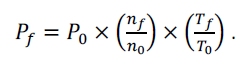 P_f = P_0 × (n_f/n_0) × (T_f/T_0) .